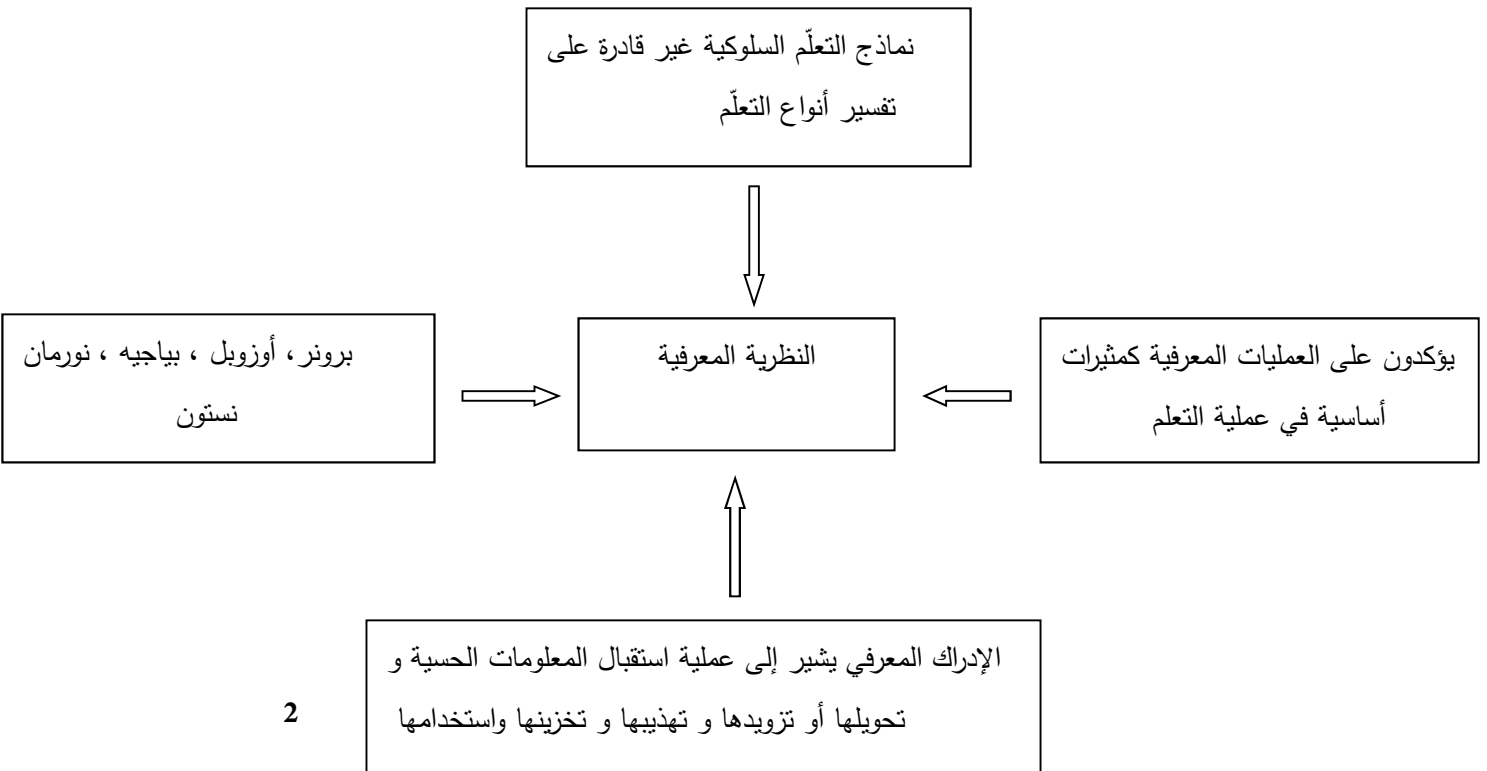 نماذج التعلّم السلوكية غير قادرة على
تفسير أنواع التعلّم
يؤكدون على العمليات المعرفية كمثيرات
أساسية في عملية التعلم
النظرية المعرفية
برونر، أوزوبل ، بياجيه ، نورمان
نستون
الإدراك المعرفي يشير إلى عملية استقبال المعلومات الحسية و
تحويلها أو تزويدها و تهذيبها و تخزينها واستخدامها
2